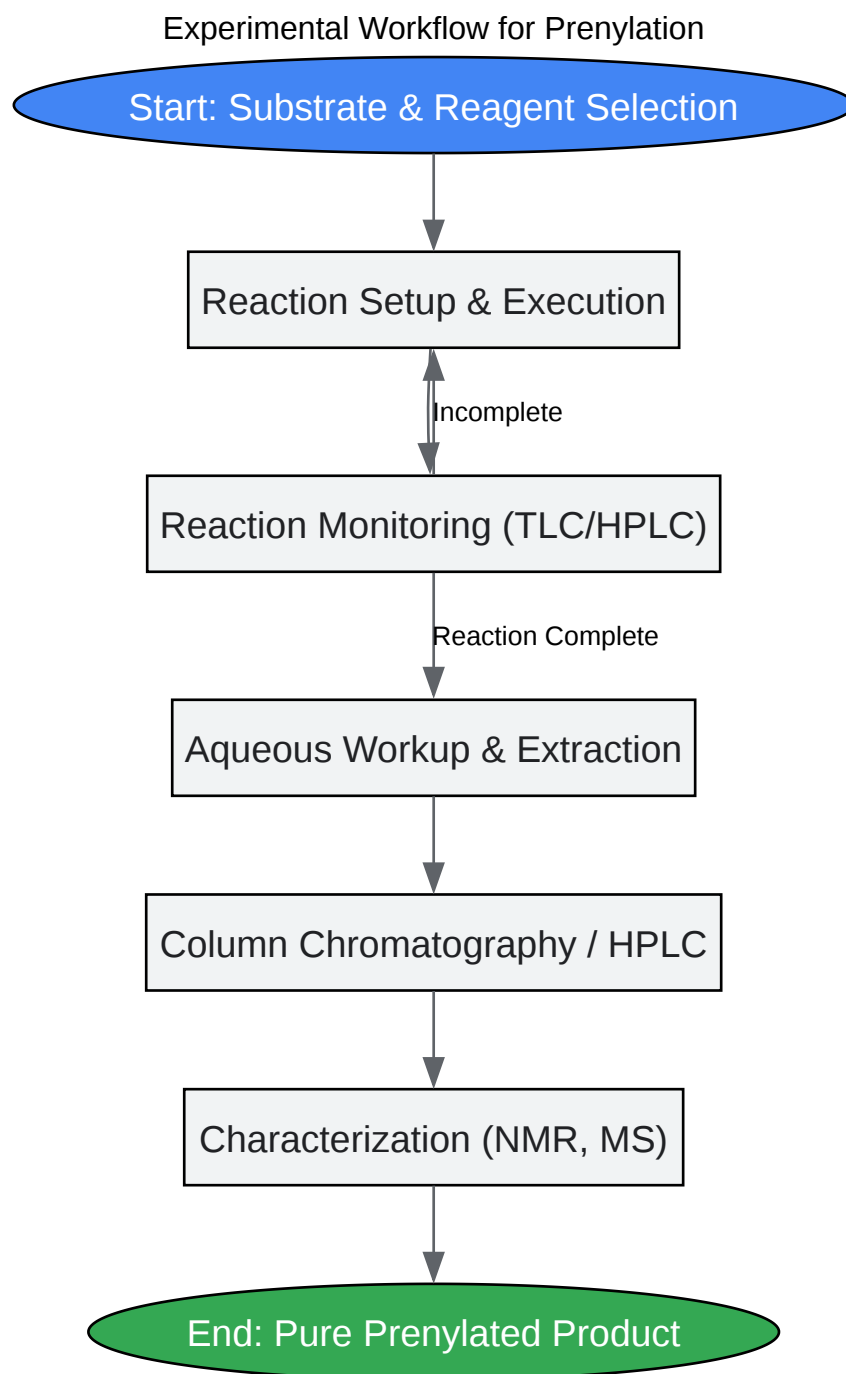 Experimental Workflow for Prenylation
Start: Substrate & Reagent Selection
Reaction Setup & Execution
Incomplete
Reaction Monitoring (TLC/HPLC)
Reaction Complete
Aqueous Workup & Extraction
Column Chromatography / HPLC
Characterization (NMR, MS)
End: Pure Prenylated Product